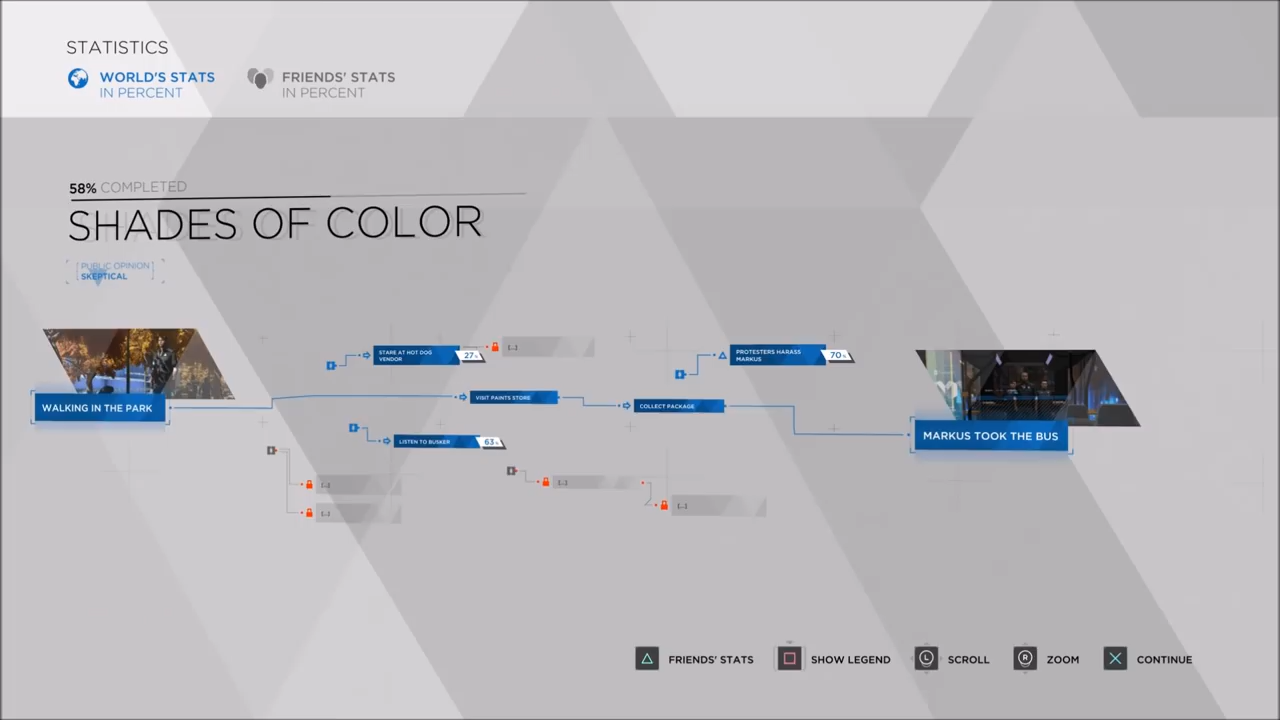 STATISTICS
WORLD'S STATS
IN PERCENT
FRIENDS' STATS
IN PERCENT
58% COMPLETED
SHADES OF COLOR
PUBLIC OPINION
SKEPTICAL
WALKING IN THE PARK
STARE AT HOT DOG
VENDOR
27%
[...]
VISIT PAINTS STORE
LISTEN TO BUSKER
63%
[...]
[...]
[...]
[...]
COLLECT PACKAGE
PROTESTERS HARASS
MARKUS
70%
MARKUS TOOK THE BUS
FRIENDS' STATS
SHOW LEGEND
L
SCROLL
R
ZOOM
CONTINUE